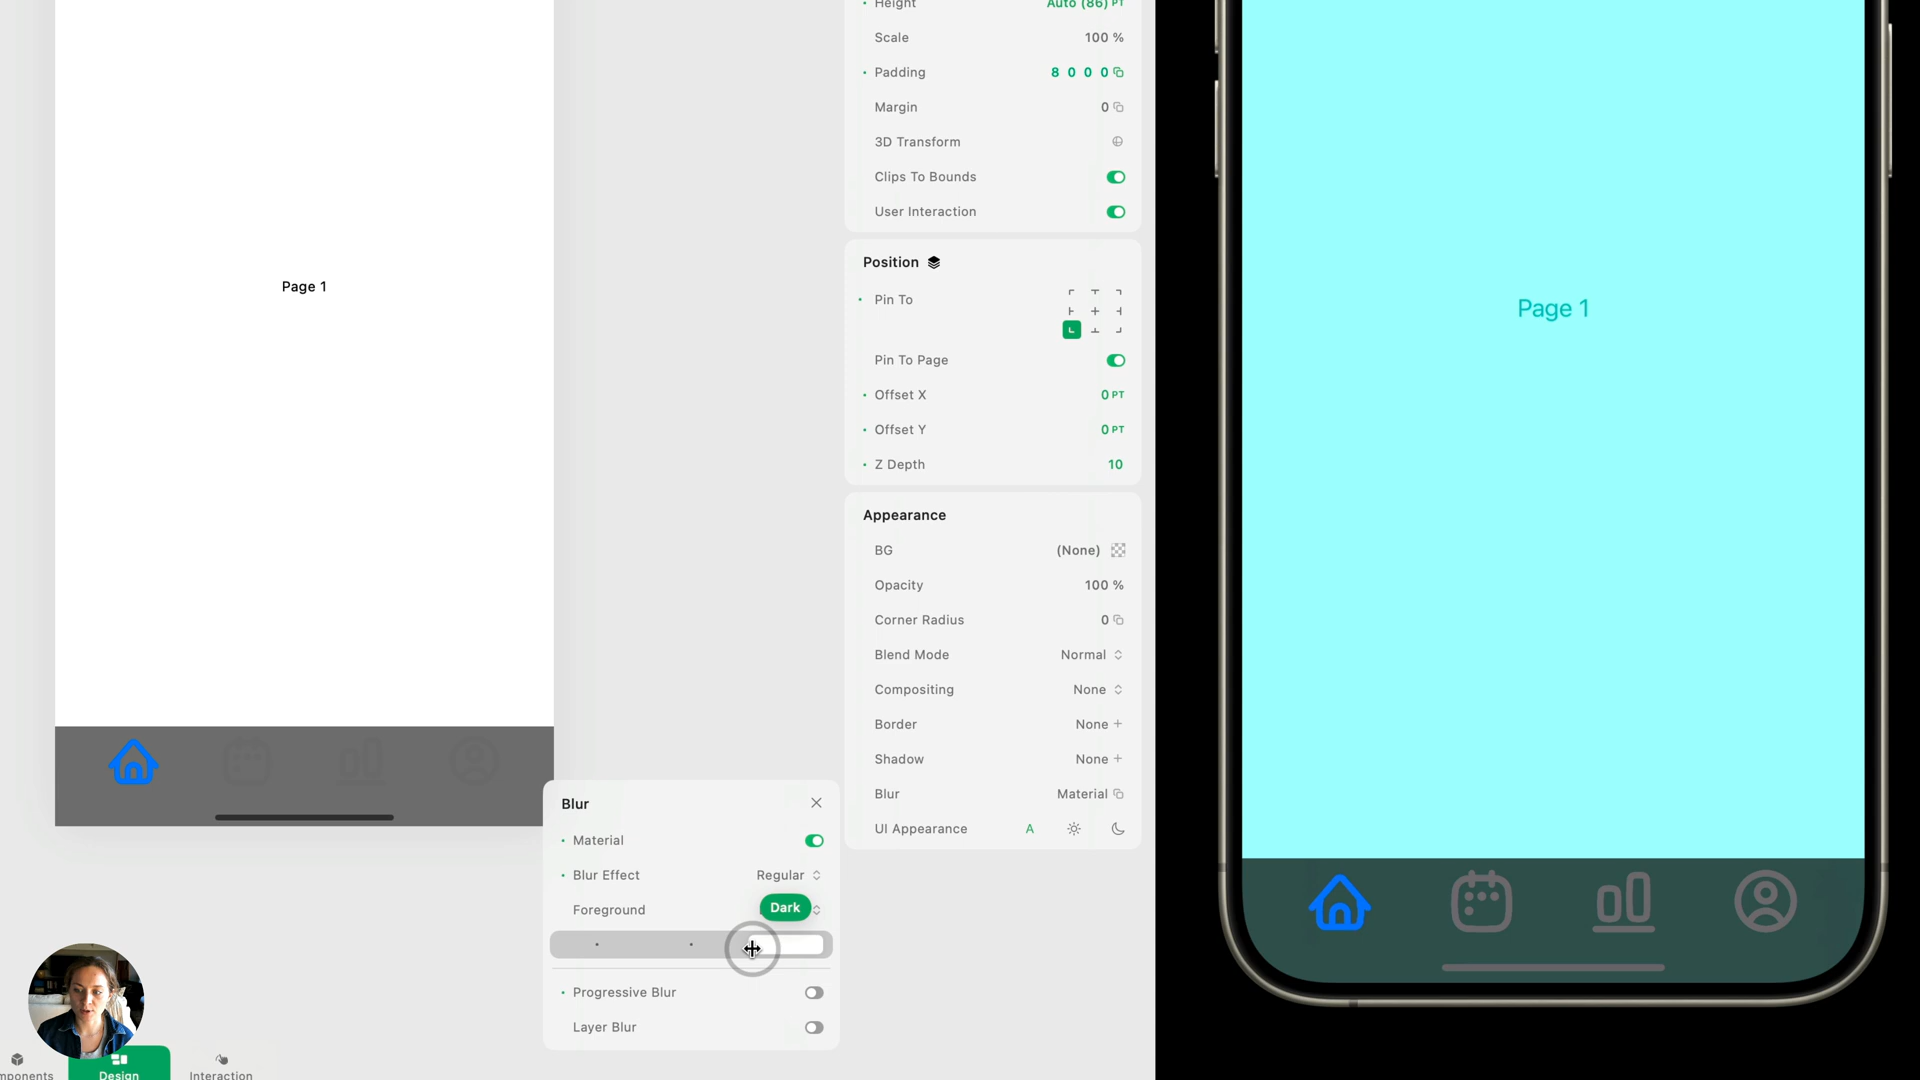 Height Auto (86) PT
Scale 100 %
Padding 8 0 0 0
Margin 0
3D Transform
Clips To Bounds
User Interaction
Position
Pin To
Pin To Page
Offset X 0 PT
Offset Y 0 PT
Z Depth 10
Appearance
BG (None)
Opacity 100 %
Corner Radius 0
Blend Mode Normal
Compositing None
Border None
Shadow None
Blur Material
UI Appearance A
Page 1
Page 1
Blur
Material
Blur Effect Regular
Foreground Dark
Progressive Blur
Layer Blur
Design
Interaction